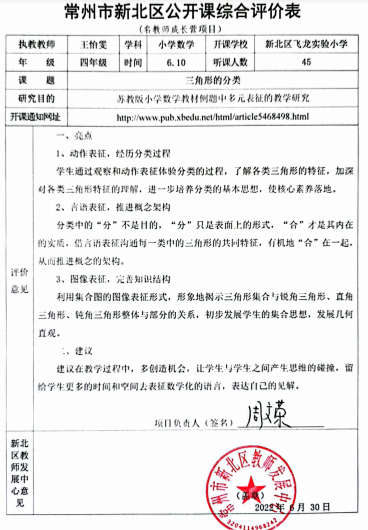 常州市新北区公开课综合评价表
(名教师成长营项目)
执教教师 王怡雯 学科 小学数学 开课学校 新北区飞龙实验小学
年 级 四年级 时间 6.10 听课人数 45
课 题 三角形的分类
研究目的 苏教版小学数学教材例题中多元表征的教学研究
开课通知网址 http://www.pub.xbedu.net/html/article5468498.html
一、亮点
1、动作表征，经历分类过程
学生通过观察和动作表征体验分类的过程，了解各类三角形的特征，加深
对各类三角形特征的理解，进一步培养分类的基本思想，使核心素养落地。
2、言语表征，推进概念架构
分类中的“分”不是目的，“分”只是表面上的形式，“合”才是其内在
的实质，借言语表征沟通每一类中的三角形的共同特征，有机地“合”在一起，
从而推进概念的架构。
3、图像表征，完善知识结构
利用集合图的图像表征形式，形象地揭示三角形集合与锐角三角形、直角
三角形、钝角三角形整体与部分的关系，初步发展学生的集合思想，发展几何
直观。
二、建议
建议在教学过程中，多创造机会，让学生与学生之间产生思维的碰撞，留
给学生更多的时间和空间去表征数学化的语言，表达自己的见解。
评价
意见
项目负责人（签名）
新北
区教
师发
展中
心意
见
常州市新北区教师发展中心
（盖章）
2022 年 6 月 30 日
3204114968242